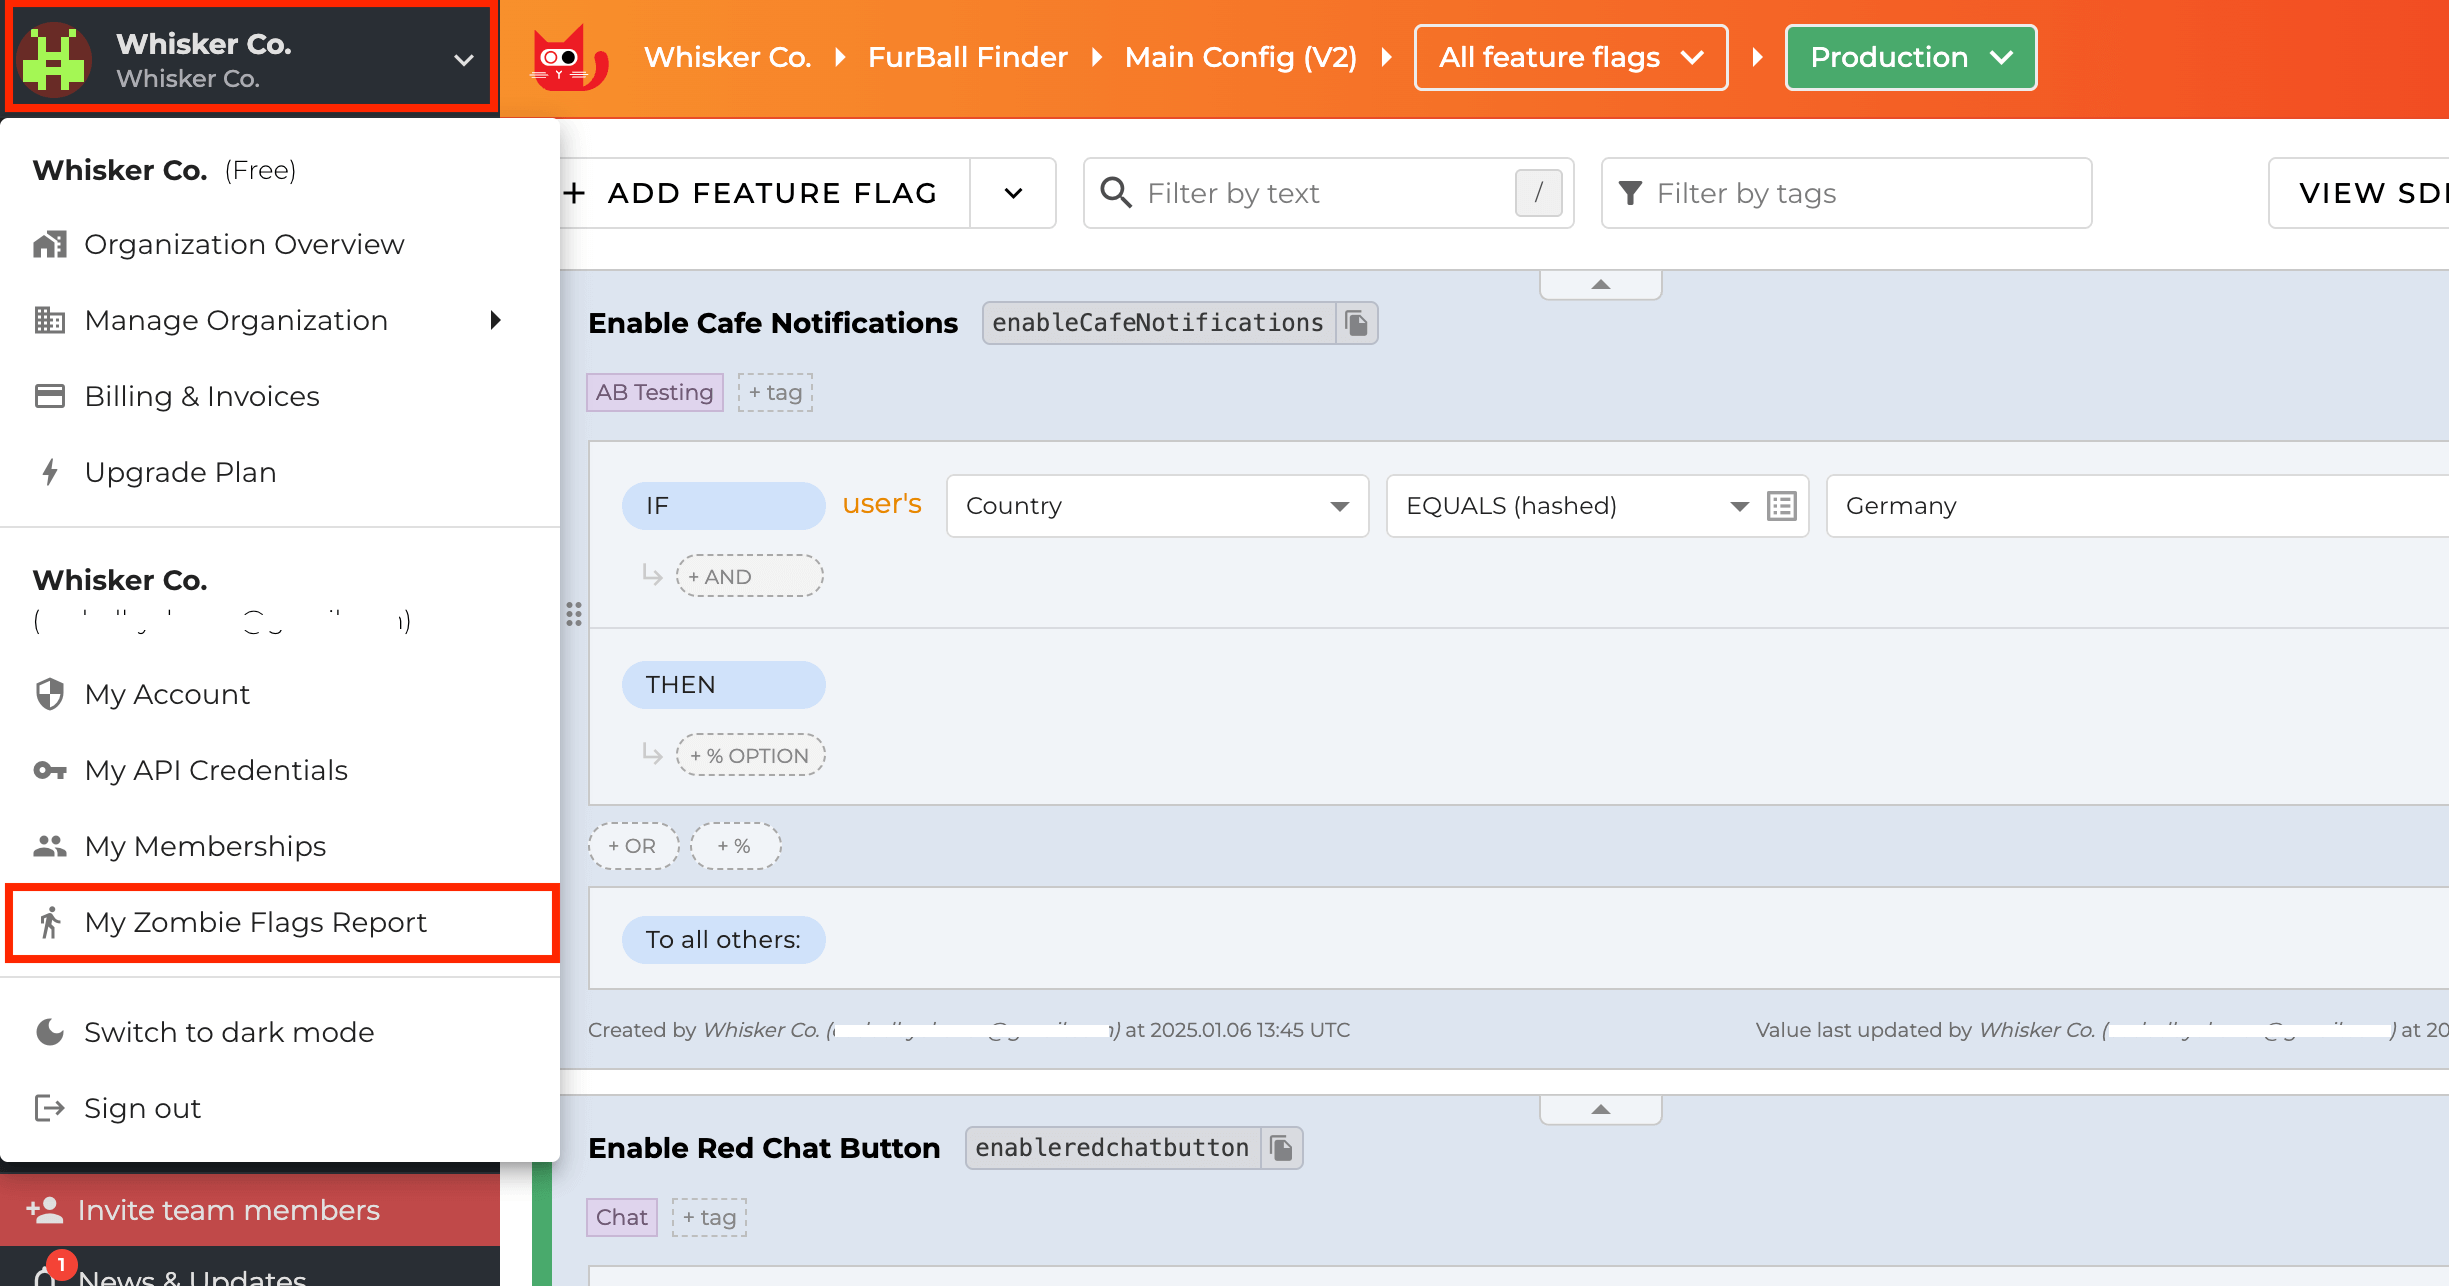 Whisker Co.
Whisker Co.
Whisker Co. ▸ FurBall Finder ▸ Main Config (V2) ▸ All feature flags ▸ Production
Whisker Co. (Free)
Organization Overview
Manage Organization
Billing & Invoices
Upgrade Plan
Whisker Co.
My Account
My API Credentials
My Memberships
My Zombie Flags Report
Switch to dark mode
Sign out
Invite team members
1
News & Updates
+ ADD FEATURE FLAG
Filter by text /
Filter by tags
VIEW
Enable Cafe Notifications enableCafeNotifications
AB Testing + tag
IF user's Country EQUALS (hashed) Germany
+ AND
THEN
+ % OPTION
+ OR + %
To all others:
Created by Whisker Co. ( ) at 2025.01.06 13:45 UTC
Value last updated by Whisker Co. ( ) at 20
Enable Red Chat Button enableredchatbutton
Chat + tag